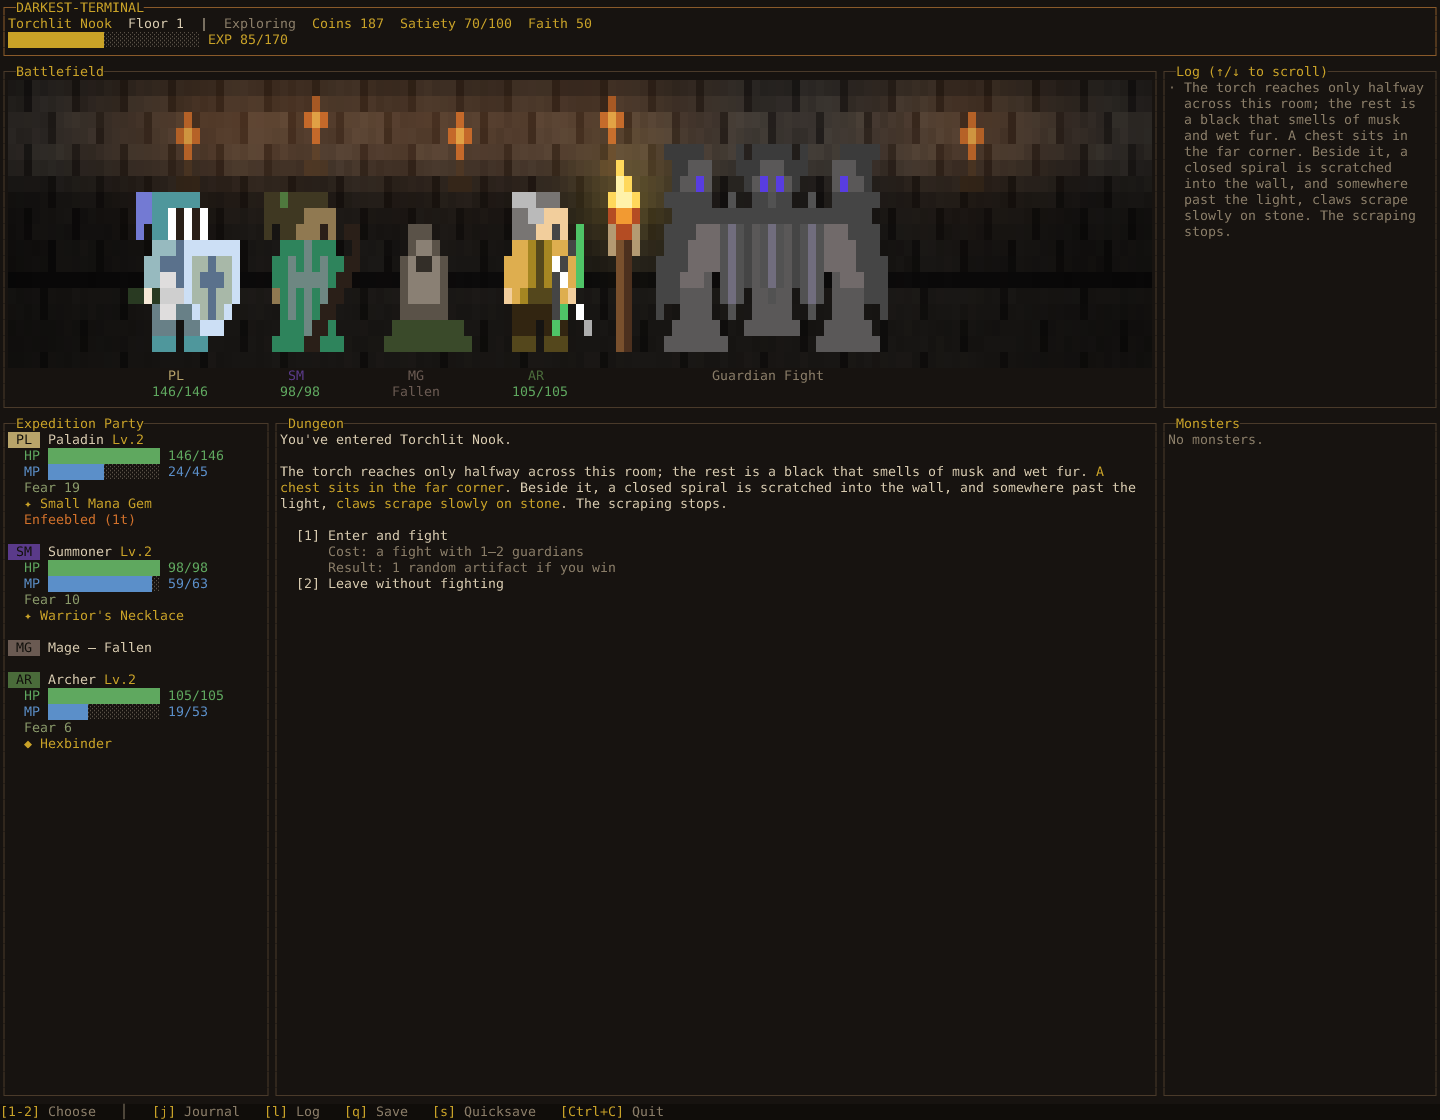 DARKEST-TERMINAL
Torchlit Nook  Floor 1  |  Exploring  Coins 187  Satiety 70/100  Faith 50
EXP 85/170
Battlefield
PL
146/146
SM
98/98
MG
Fallen
AR
105/105
Guardian Fight
Log (↑/↓ to scroll)
· The torch reaches only halfway
across this room; the rest is
a black that smells of musk
and wet fur. A chest sits in
the far corner. Beside it, a
closed spiral is scratched
into the wall, and somewhere
past the light, claws scrape
slowly on stone. The scraping
stops.
Expedition Party
PL Paladin Lv.2
HP 146/146
MP 24/45
Fear 19
✦ Small Mana Gem
Enfeebled (1t)
SM Summoner Lv.2
HP 98/98
MP 59/63
Fear 10
✦ Warrior's Necklace
MG Mage — Fallen
AR Archer Lv.2
HP 105/105
MP 19/53
Fear 6
◆ Hexbinder
Dungeon
You've entered Torchlit Nook.
The torch reaches only halfway across this room; the rest is a black that smells of musk and wet fur. A
chest sits in the far corner. Beside it, a closed spiral is scratched into the wall, and somewhere past the
light, claws scrape slowly on stone. The scraping stops.
[1] Enter and fight
Cost: a fight with 1–2 guardians
Result: 1 random artifact if you win
[2] Leave without fighting
Monsters
No monsters.
[1-2] Choose  │  [j] Journal  [l] Log  [q] Save  [s] Quicksave  [Ctrl+C] Quit